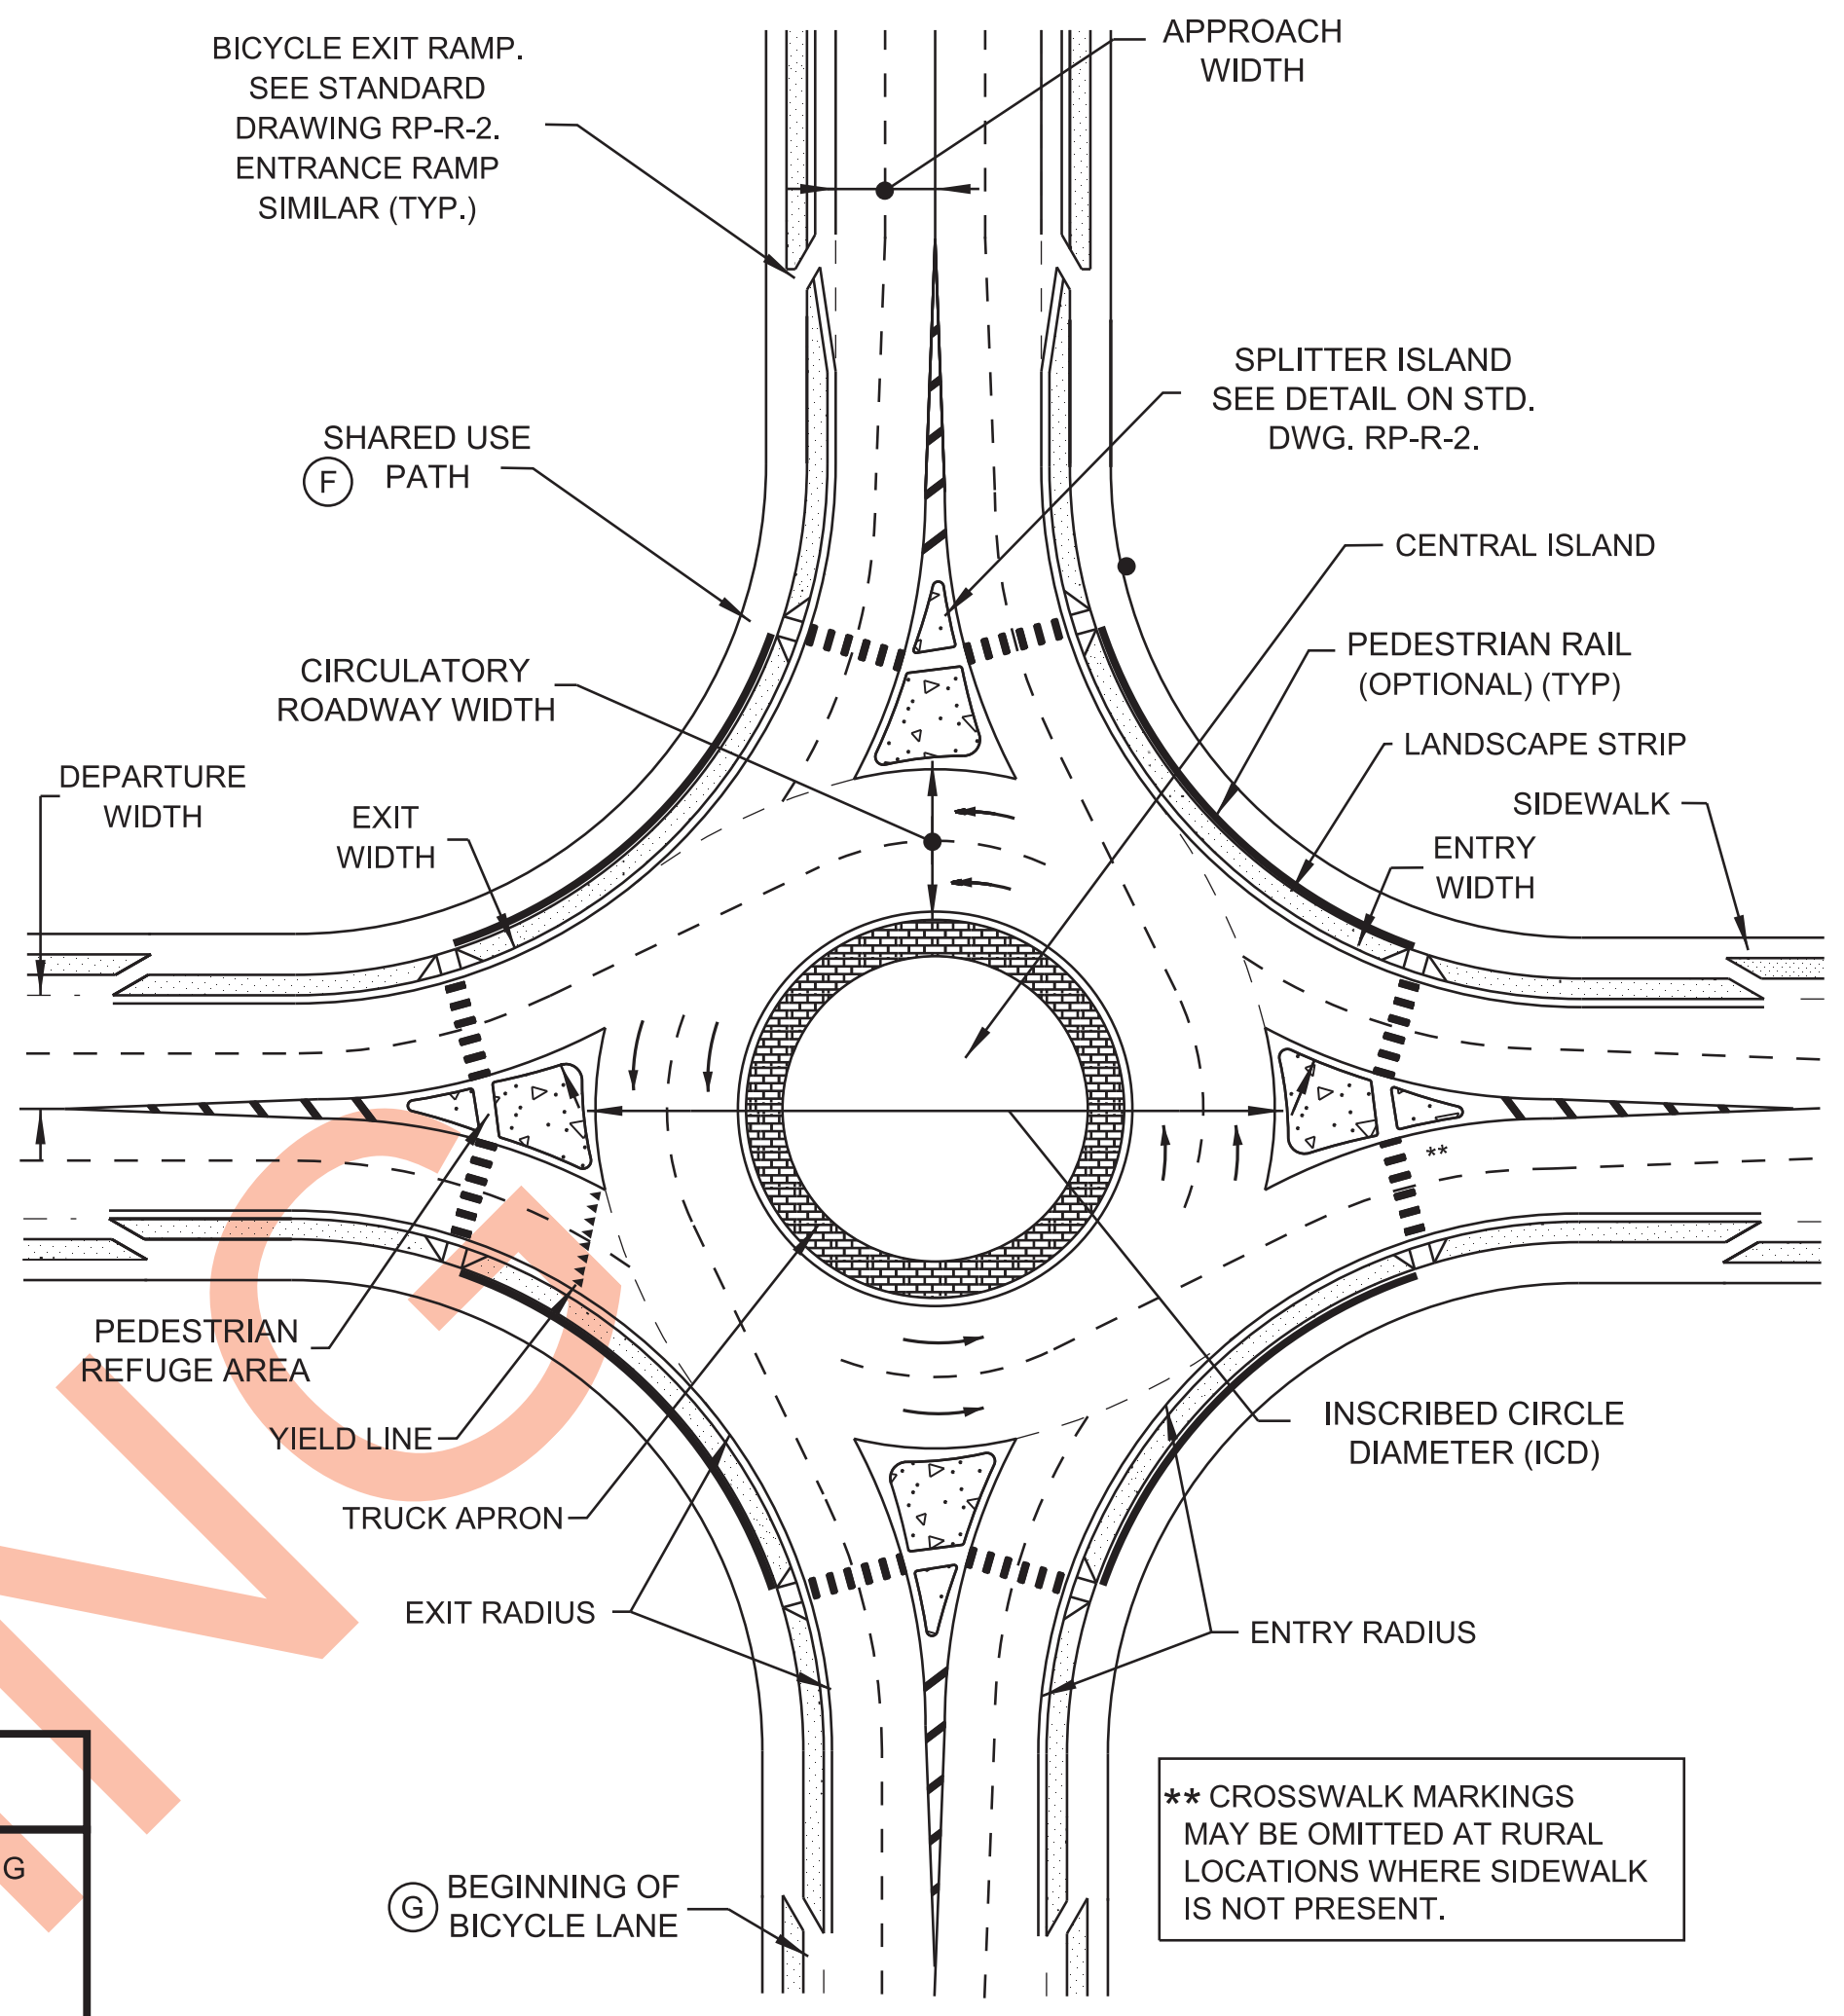 BICYCLE EXIT RAMP.
SEE STANDARD
DRAWING RP-R-2.
ENTRANCE RAMP
SIMILAR (TYP.)
APPROACH
WIDTH
SPLITTER ISLAND
SEE DETAIL ON STD.
DWG. RP-R-2.
SHARED USE
PATH
F
CENTRAL ISLAND
PEDESTRIAN RAIL
(OPTIONAL) (TYP)
CIRCULATORY
ROADWAY WIDTH
LANDSCAPE STRIP
DEPARTURE
WIDTH
EXIT
WIDTH
SIDEWALK
ENTRY
WIDTH
**
PEDESTRIAN
REFUGE AREA
YIELD LINE
TRUCK APRON
INSCRIBED CIRCLE
DIAMETER (ICD)
EXIT RADIUS
ENTRY RADIUS
** CROSSWALK MARKINGS
MAY BE OMITTED AT RURAL
LOCATIONS WHERE SIDEWALK
IS NOT PRESENT.
G
G
BEGINNING OF
BICYCLE LANE